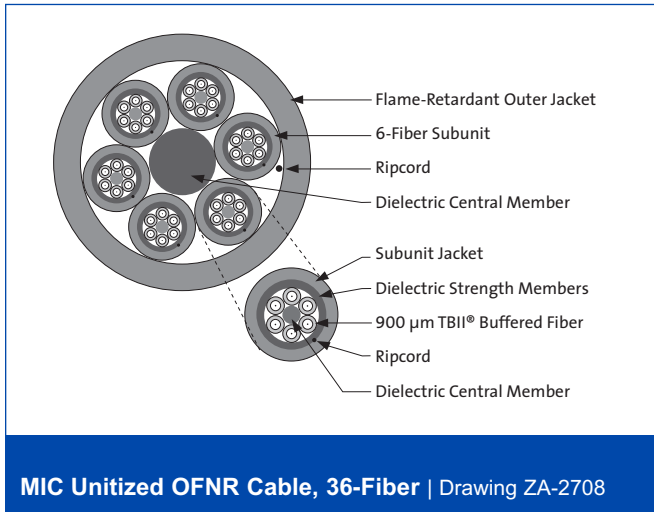 Flame-Retardant Outer Jacket
6-Fiber Subunit
Ripcord
Dielectric Central Member
Subunit Jacket
Dielectric Strength Members
900 µm TBII® Buffered Fiber
Ripcord
Dielectric Central Member
MIC Unitized OFNR Cable, 36-Fiber | Drawing ZA-2708